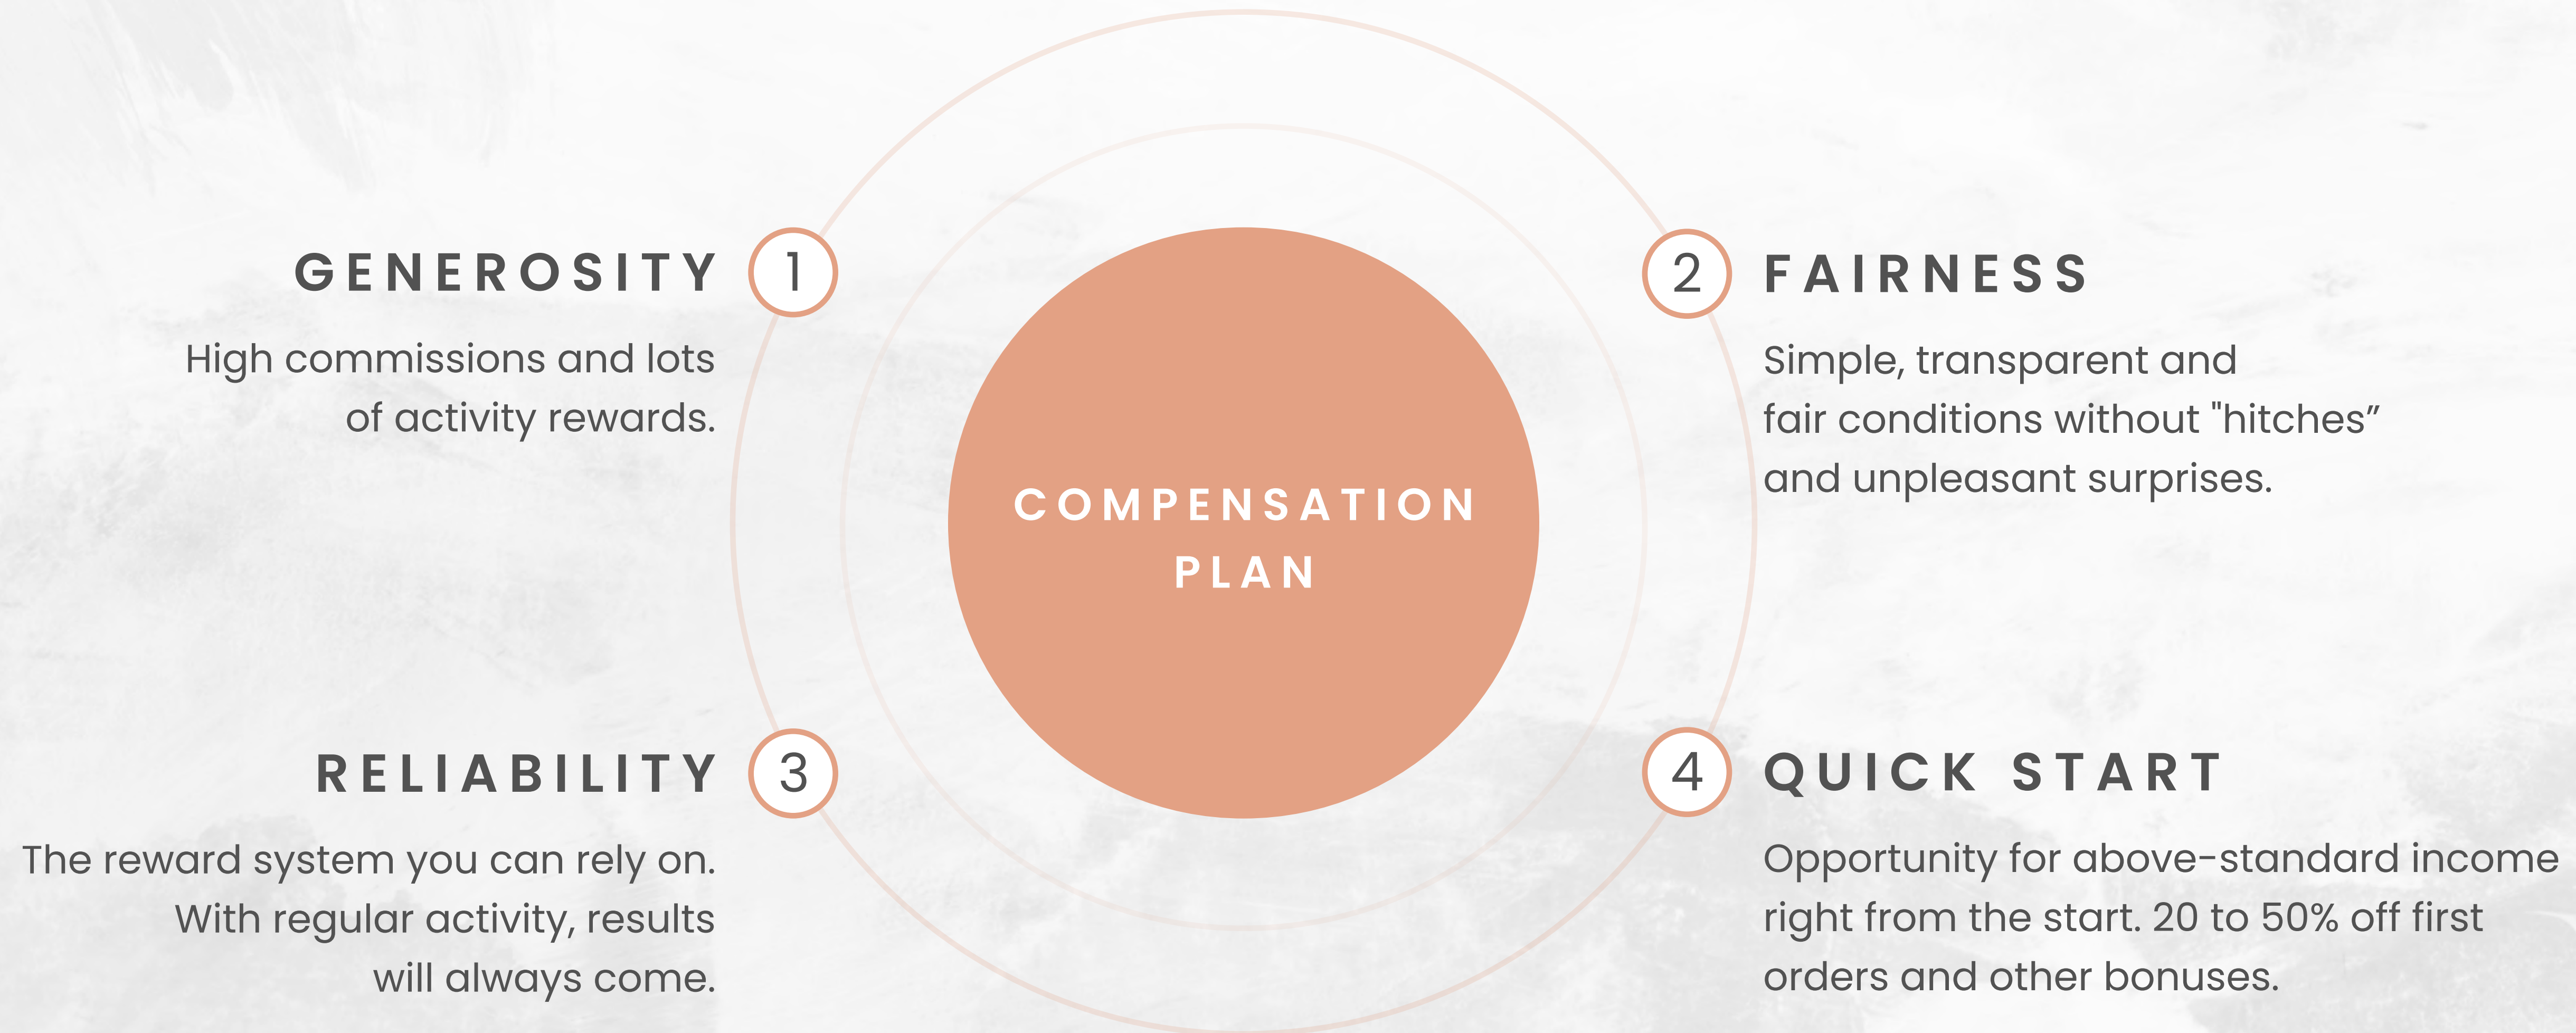 GENEROSITY
1
High commissions and lots
of activity rewards.
2
FAIRNESS
Simple, transparent and
fair conditions without "hitches”
and unpleasant surprises.
COMPENSATION
PLAN
RELIABILITY
3
The reward system you can rely on.
With regular activity, results
will always come.
4
QUICK START
Opportunity for above-standard income
right from the start. 20 to 50% off first
orders and other bonuses.